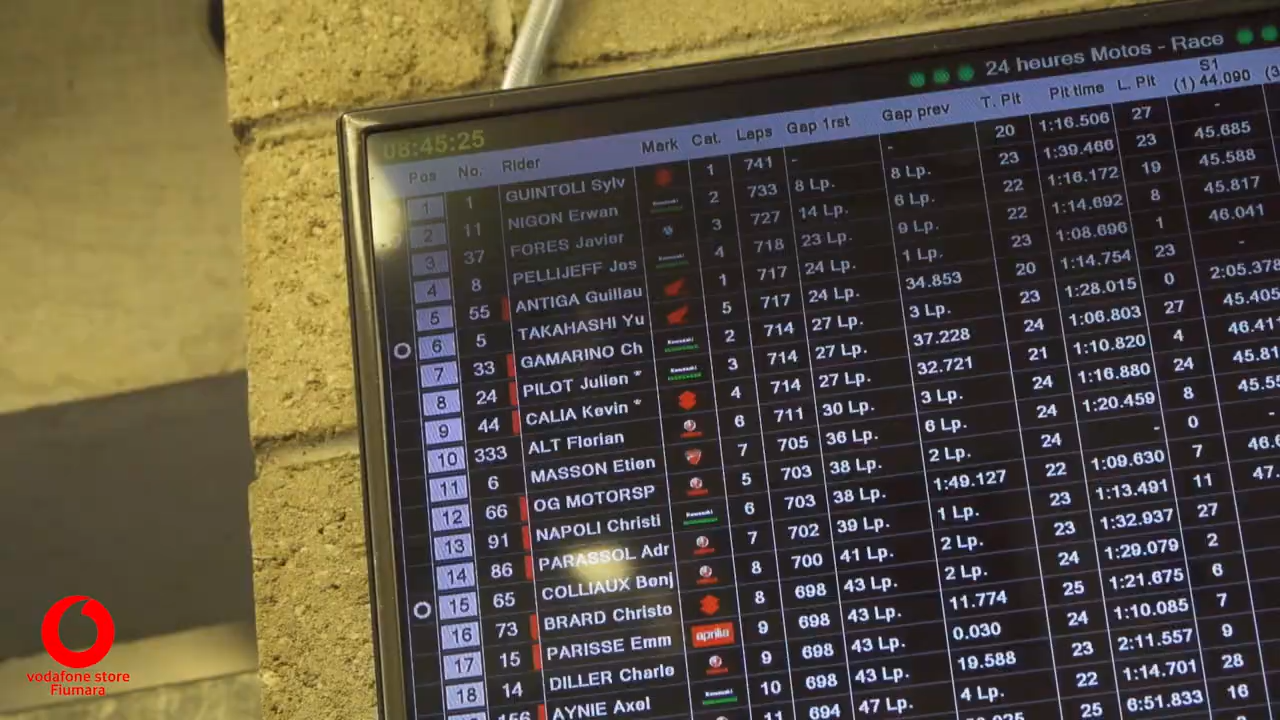 24 heures Motos - Race
08:45:25
Pos No. Rider Mark Cat. Laps Gap 1rst Gap prev T. Pit Pit time L. Pit S1 (1) 44.090
1 1 GUINTOLI Sylv 1 741 - - 20 1:16.506 27 -
2 11 NIGON Erwan Kawasaki 2 733 8 Lp. 8 Lp. 23 1:39.466 23 45.685
3 37 FORES Javier 3 727 14 Lp. 6 Lp. 22 1:16.172 19 45.588
4 8 PELLIJEFF Jes Kawasaki 4 718 23 Lp. 9 Lp. 22 1:14.692 8 45.817
5 55 ANTIGA Guillau 1 717 24 Lp. 1 Lp. 23 1:08.696 1 46.041
6 5 TAKAHASHI Yu 5 717 24 Lp. 34.853 20 1:14.754 23 -
7 33 GAMARINO Ch Kawasaki 2 714 27 Lp. 3 Lp. 23 1:28.015 0 2:05.378
8 24 PILOT Julien * Kawasaki 3 714 27 Lp. 37.228 24 1:06.803 27 45.405
9 44 CALIA Kevin * 4 714 27 Lp. 32.721 21 1:10.820 4 46.41
10 333 ALT Florian 6 711 30 Lp. 3 Lp. 24 1:16.880 24 45.81
11 6 MASSON Etien 7 705 36 Lp. 6 Lp. 24 1:20.459 8 45.55
12 66 OG MOTORSP 5 703 38 Lp. 2 Lp. 24 - 0
13 91 NAPOLI Christi Kawasaki 6 703 38 Lp. 1:49.127 22 1:09.630 7 46.6
14 86 PARASSOL Adr 7 702 39 Lp. 1 Lp. 23 1:13.491 11 47.
15 65 COLLIAUX Benj 8 700 41 Lp. 2 Lp. 23 1:32.937 27
16 73 BRARD Christo 8 698 43 Lp. 2 Lp. 24 1:29.079 2
17 15 PARISSE Emm aprilia 9 698 43 Lp. 11.774 25 1:21.675 6
18 14 DILLER Charle 9 698 43 Lp. 0.030 24 1:10.085 7
156 AYNIE Axel Kawasaki 10 698 43 Lp. 19.588 23 2:11.557 9
11 694 47 Lp. 4 Lp. 22 1:14.701 28
25 6:51.833 16
vodafone store
Fiumara